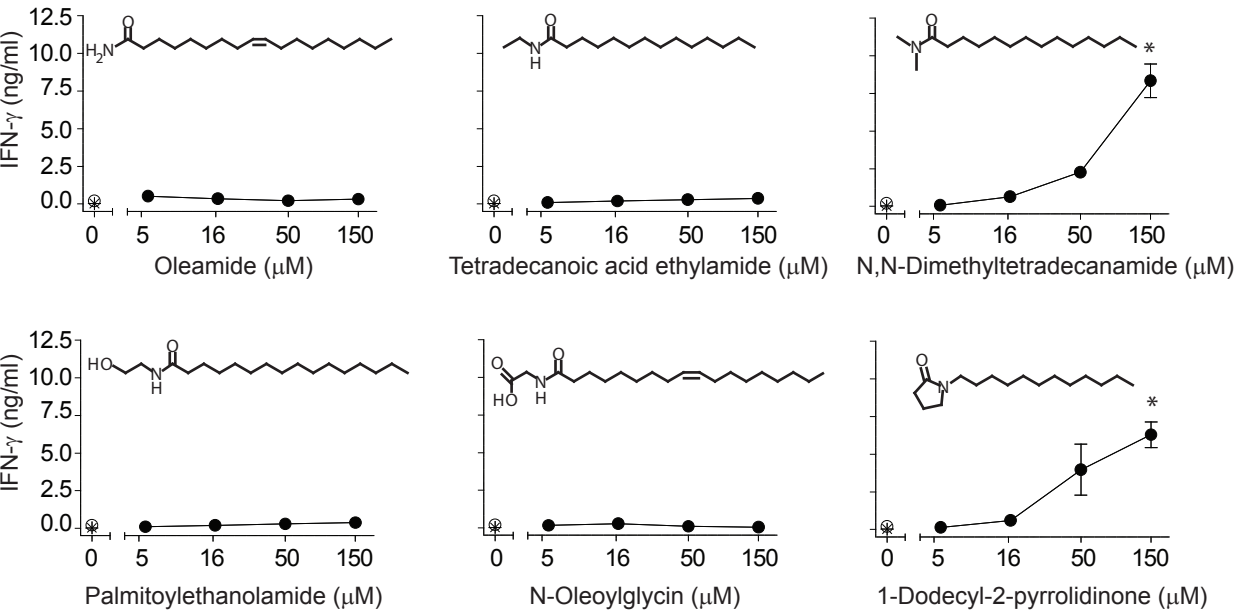 12.5
10.0
7.5
5.0
2.5
0.0
IFN-γ (ng/ml)
H2N
O
0 5 16 50 150
Oleamide (μM)
O
N
H
0 5 16 50 150
Tetradecanoic acid ethylamide (μM)
O
N
*
0 5 16 50 150
N,N-Dimethyltetradecanamide (μM)
12.5
10.0
7.5
5.0
2.5
0.0
IFN-γ (ng/ml)
HO
O
N
H
0 5 16 50 150
Palmitoylethanolamide (μM)
O
HO
N
H
O
0 5 16 50 150
N-Oleoylglycin (μM)
O
N
*
0 5 16 50 150
1-Dodecyl-2-pyrrolidinone (μM)